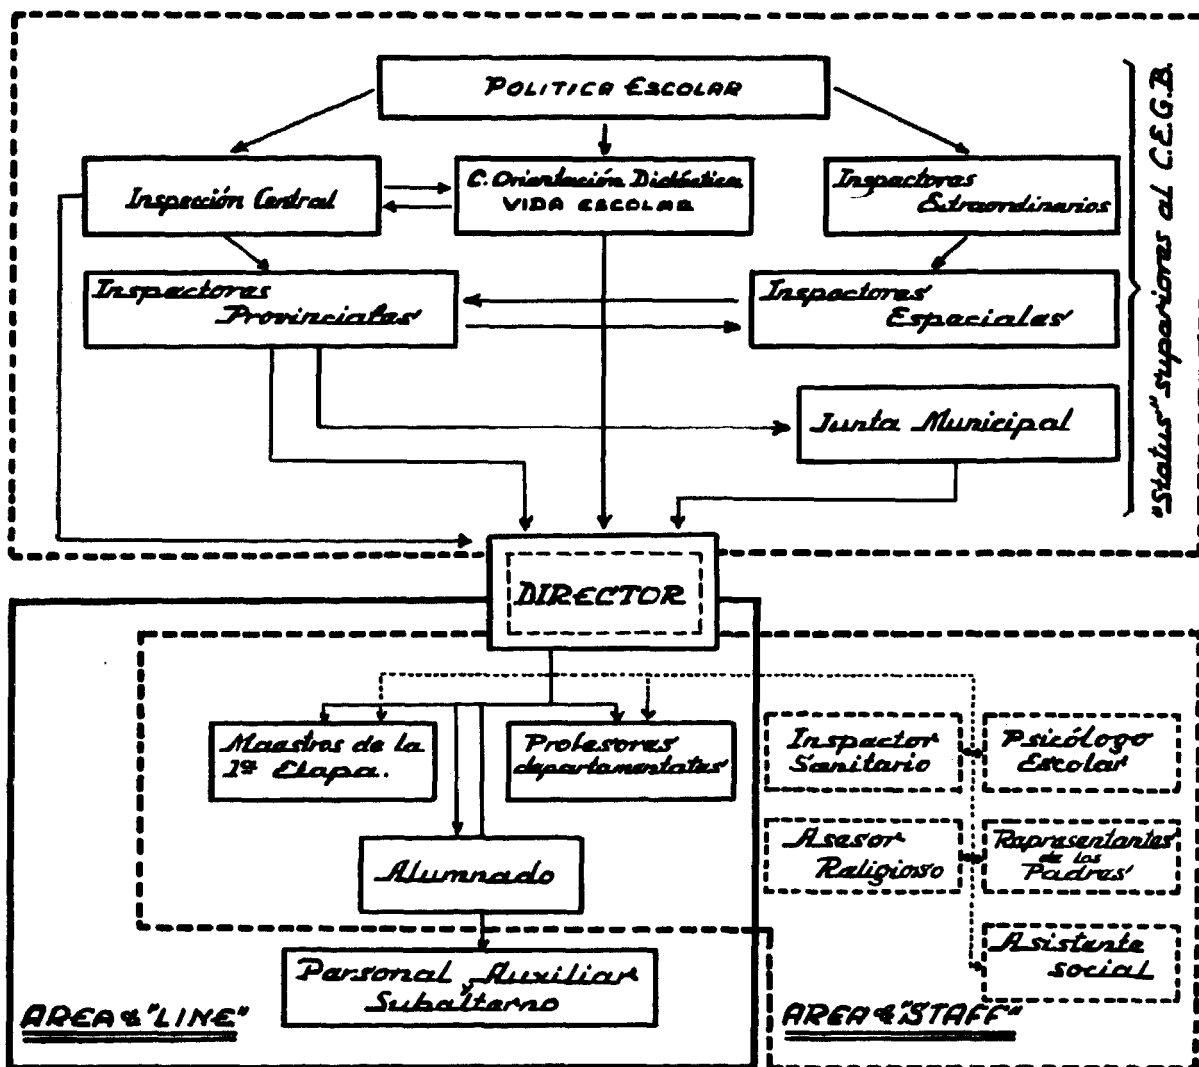 POLITICA ESCOLAR
Inspección Central
C. Orientación Didáctica
VIDA ESCOLAR
Inspectores
Extraordinarios
Inspectores
Provinciales
Inspectores
Especiales
Junta Municipal
"Status" superiores al C.E.G.B.
DIRECTOR
Maestros de la
1ª Etapa.
Profesores
departamentales
Inspector
Sanitario
Psicólogo
Escolar
Alumnado
Asesor
Religioso
Representantes
de los
Padres
Personal Auxiliar
y
Subalterno
Asistente
social
AREA & "LINE"
AREA & "STAFF"